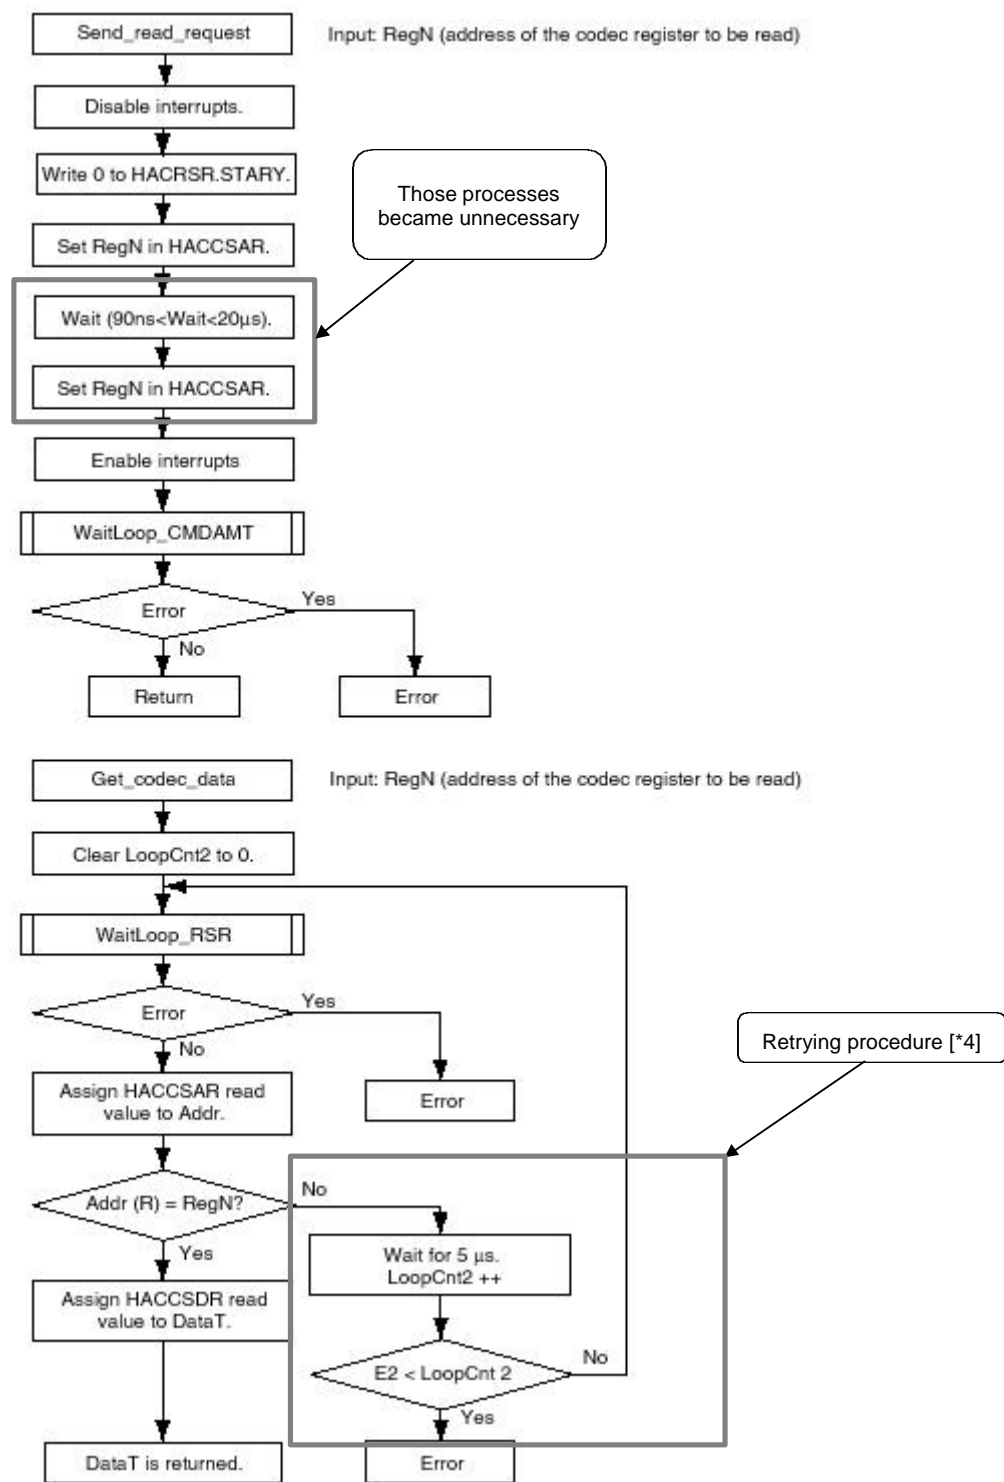 Send_read_request
Input: RegN (address of the codec register to be read)
Disable interrupts.
Write 0 to HACRSR.STARY.
Those processes
became unnecessary
Set RegN in HACCSAR.
Wait (90ns<Wait<20µs).
Set RegN in HACCSAR.
Enable interrupts
WaitLoop_CMDAMT
Error
Yes
No
Return
Error
Get_codec_data
Input: RegN (address of the codec register to be read)
Clear LoopCnt2 to 0.
WaitLoop_RSR
Error
Yes
No
Retrying procedure [*4]
Assign HACCSAR read
value to Addr.
Error
Addr (R) = RegN?
No
Yes
Wait for 5 µs.
LoopCnt2 ++
Assign HACCSDR read
value to DataT.
E2 < LoopCnt 2
No
Yes
DataT is returned.
Error